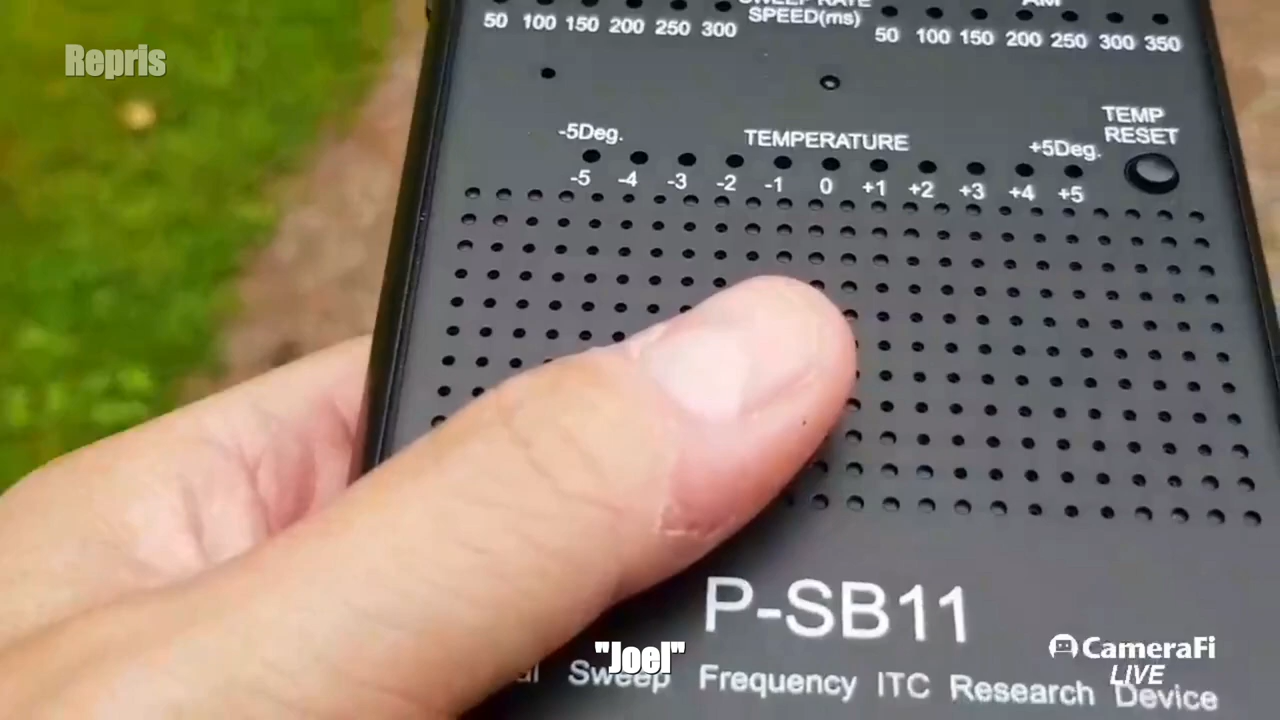 SWEEP RATE
AM
SPEED(ms)
50 100 150 200 250 300
50 100 150 200 250 300 350
Repris
TEMP
RESET
-5Deg.
TEMPERATURE
+5Deg.
-5 -4 -3 -2 -1 0 +1 +2 +3 +4 +5
P-SB11
"Joel"
CameraFi
LIVE
Sweep Frequency ITC Research Device